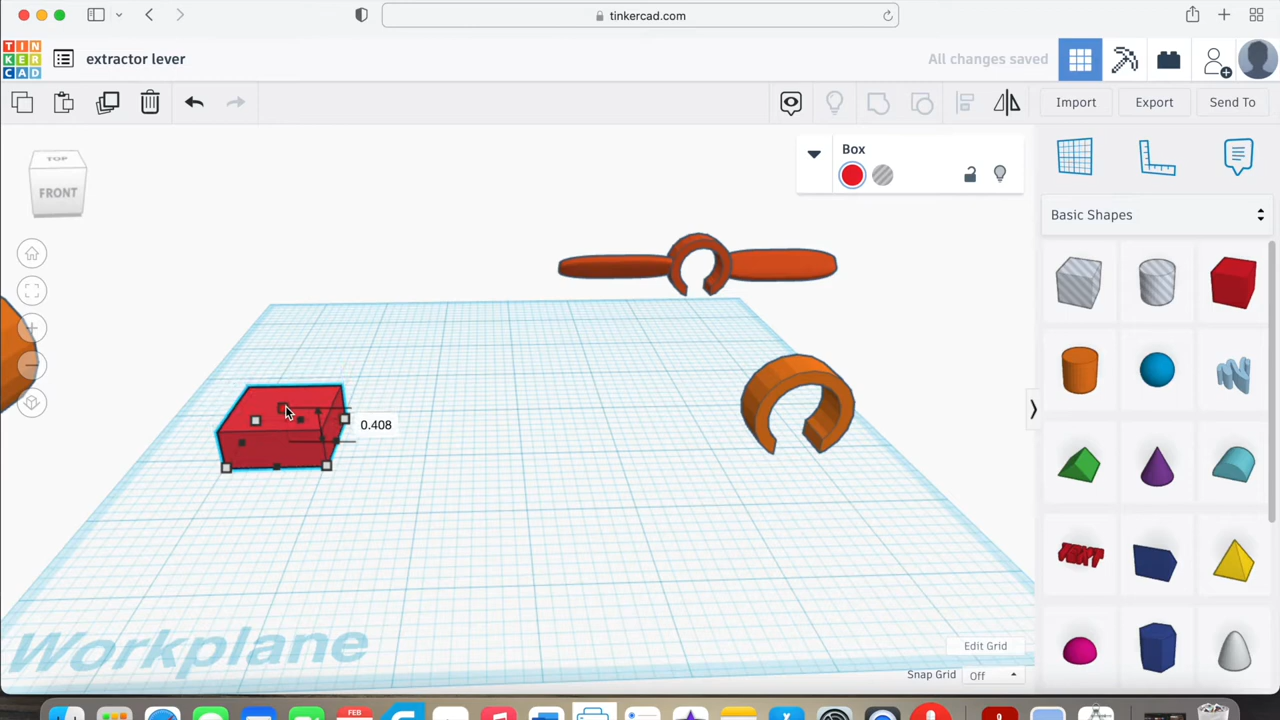 tinkercad.com
TIN
KER
CAD
extractor lever
All changes saved
Import
Export
Send To
TOP
FRONT
Box
Basic Shapes
0.408
TEXT
Workplane
Edit Grid
Snap Grid
Off
FEB